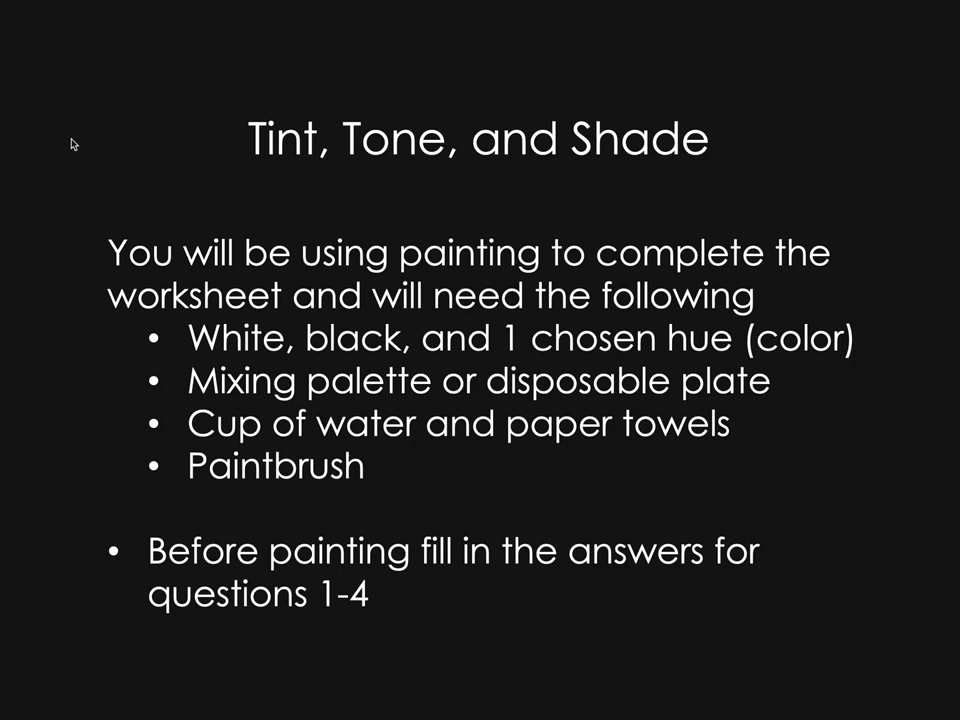 Tint, Tone, and Shade
You will be using painting to complete the
worksheet and will need the following
• White, black, and 1 chosen hue (color)
• Mixing palette or disposable plate
• Cup of water and paper towels
• Paintbrush
• Before painting fill in the answers for
questions 1-4